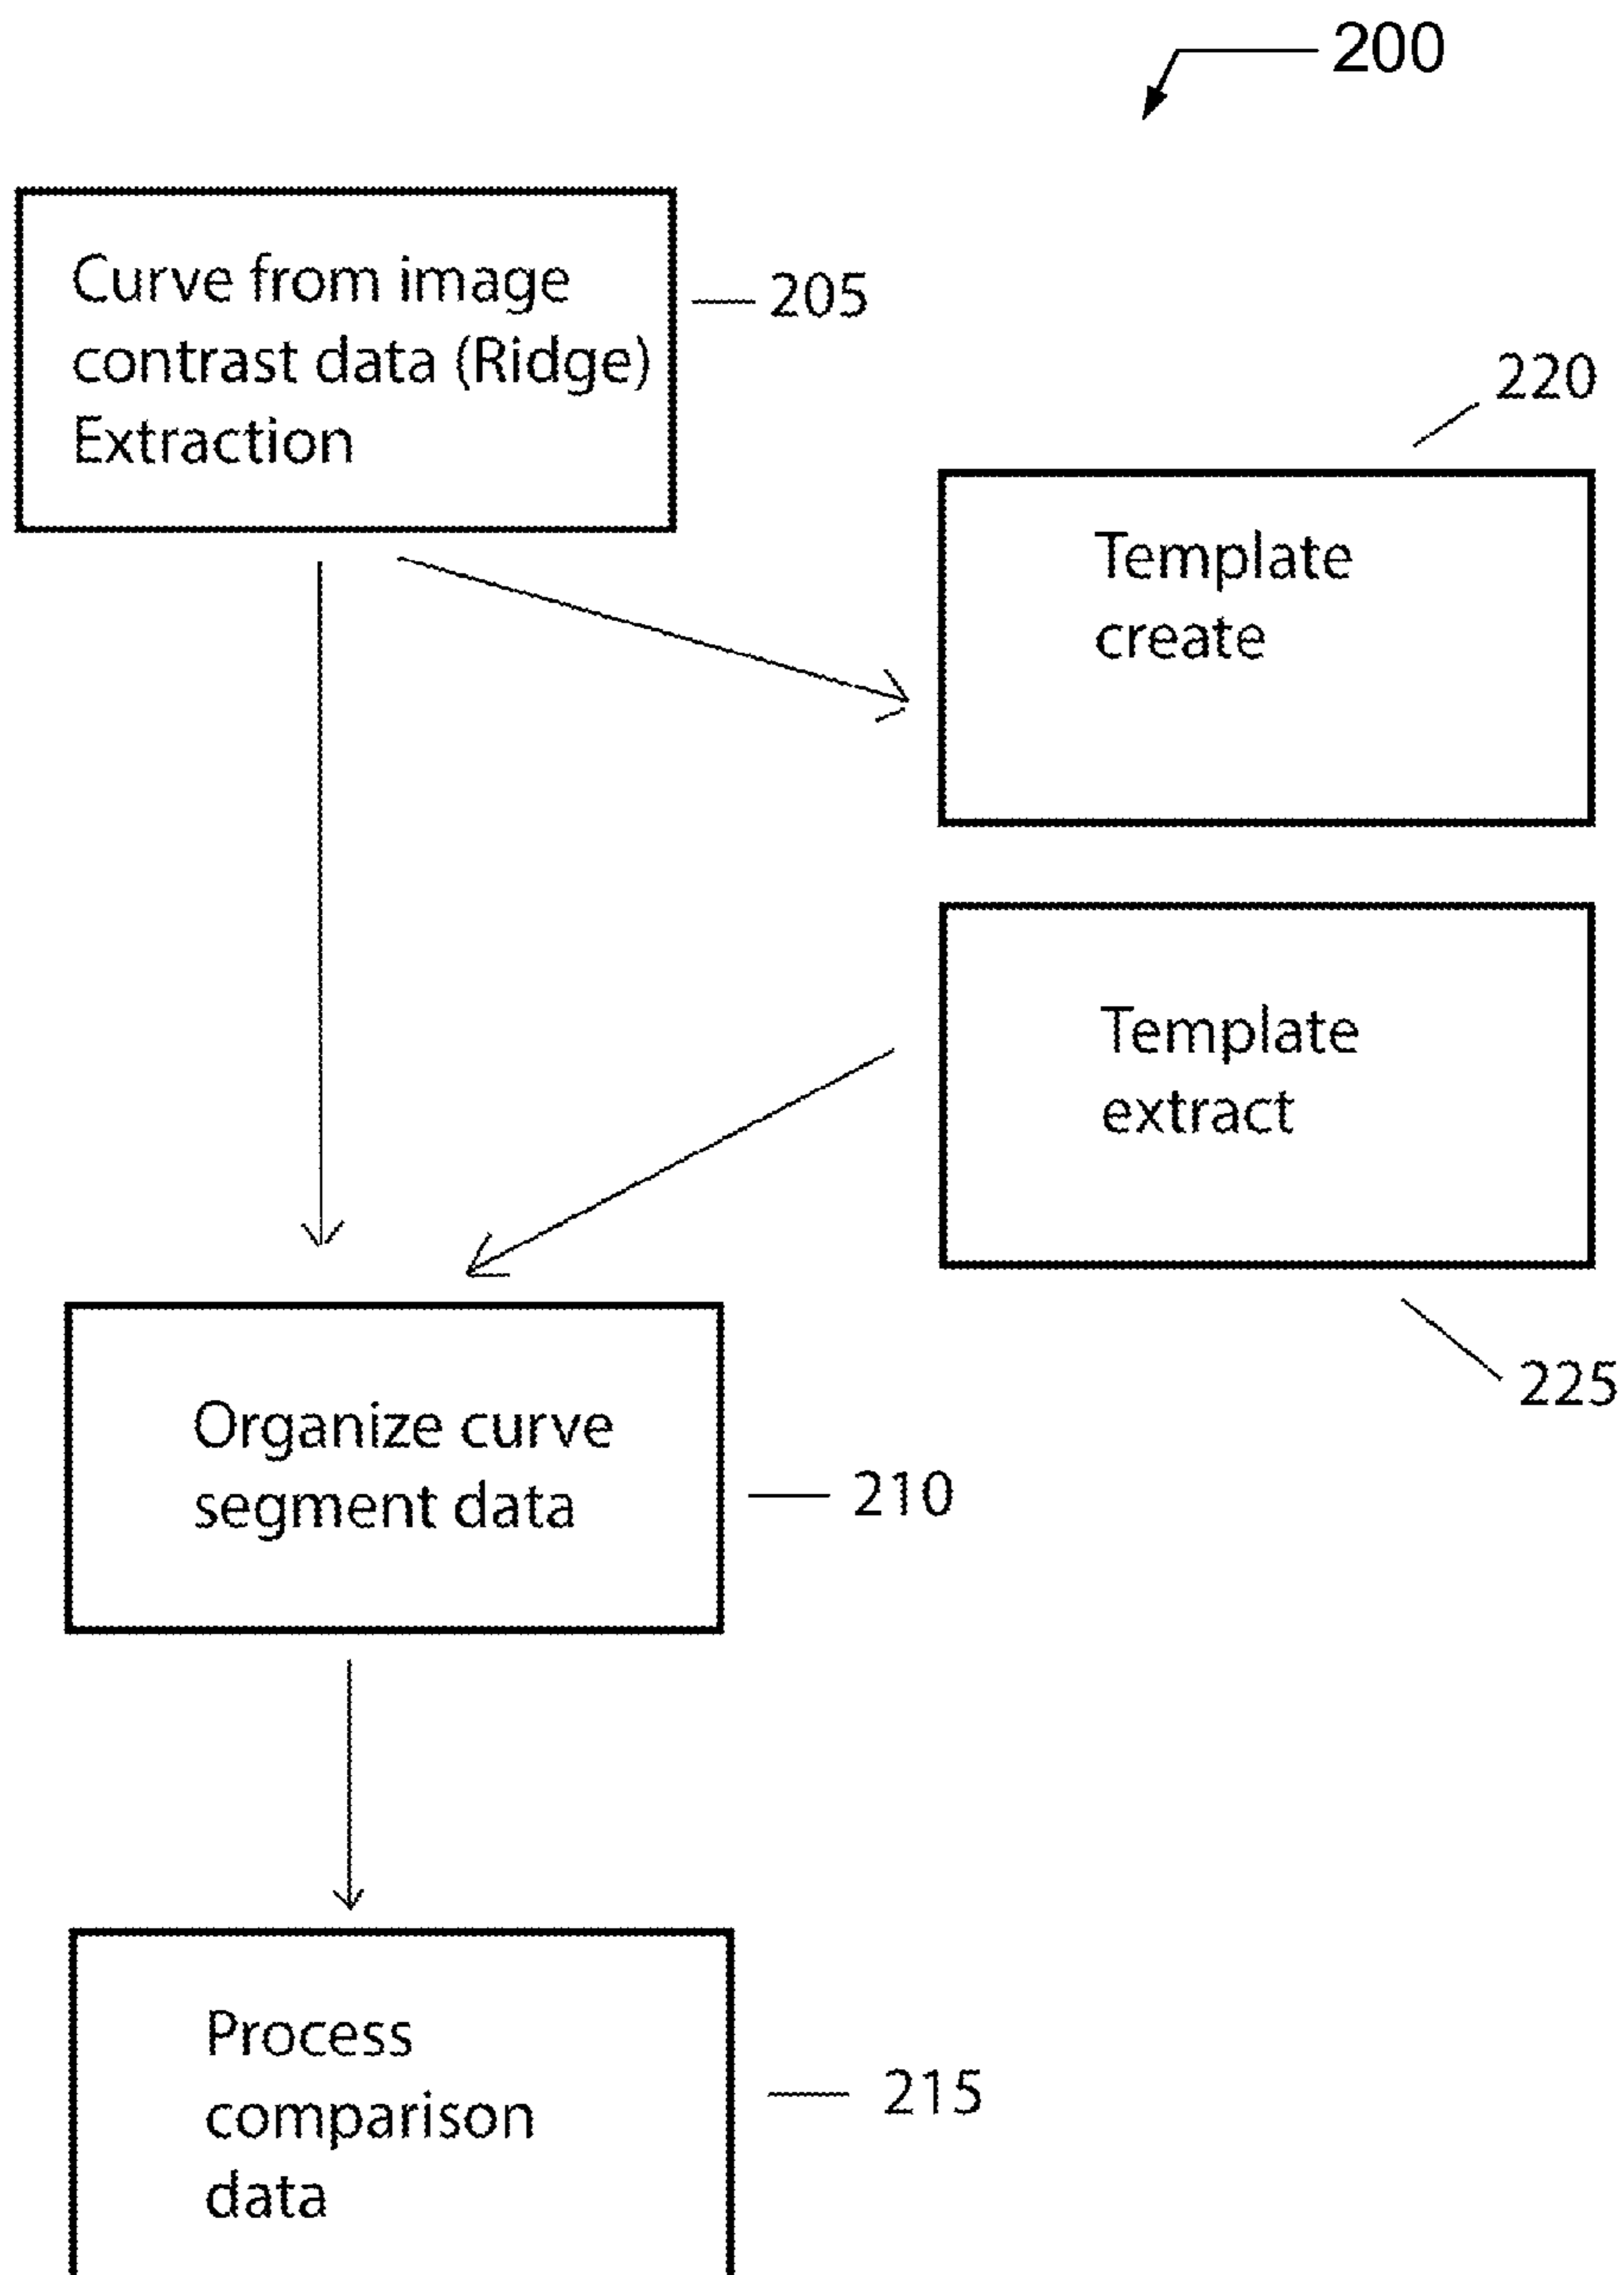 200
Curve from image
contrast data (Ridge)
Extraction
205
220
Template
create
Template
extract
225
Organize curve
segment data
210
Process
comparison
data
215